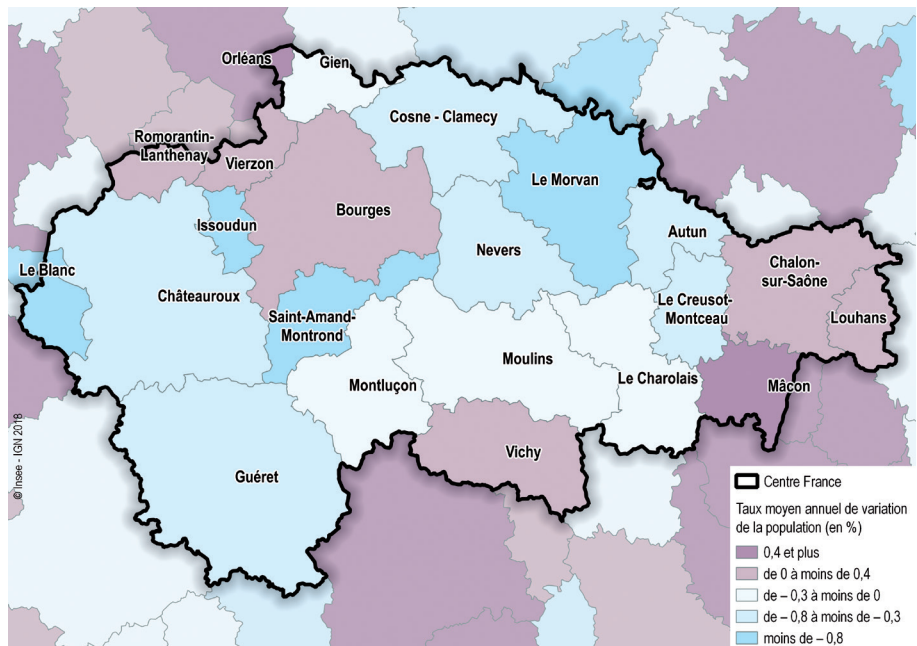 Orléans
Gien
Cosne - Clamecy
Romorantin-
Lanthenay
Vierzon
Le Morvan
Bourges
Issoudun
Autun
Nevers
Chalon-
sur-Saône
Le Blanc
Châteauroux
Le Creusot-
Montceau
Saint-Amand-
Montrond
Louhans
Moulins
Montluçon
Le Charolais
Mâcon
Vichy
Guéret
© Insee - IGN 2018
Centre France
Taux moyen annuel de variation
de la population (en %)
0,4 et plus
de 0 à moins de 0,4
de – 0,3 à moins de 0
de – 0,8 à moins de – 0,3
moins de – 0,8